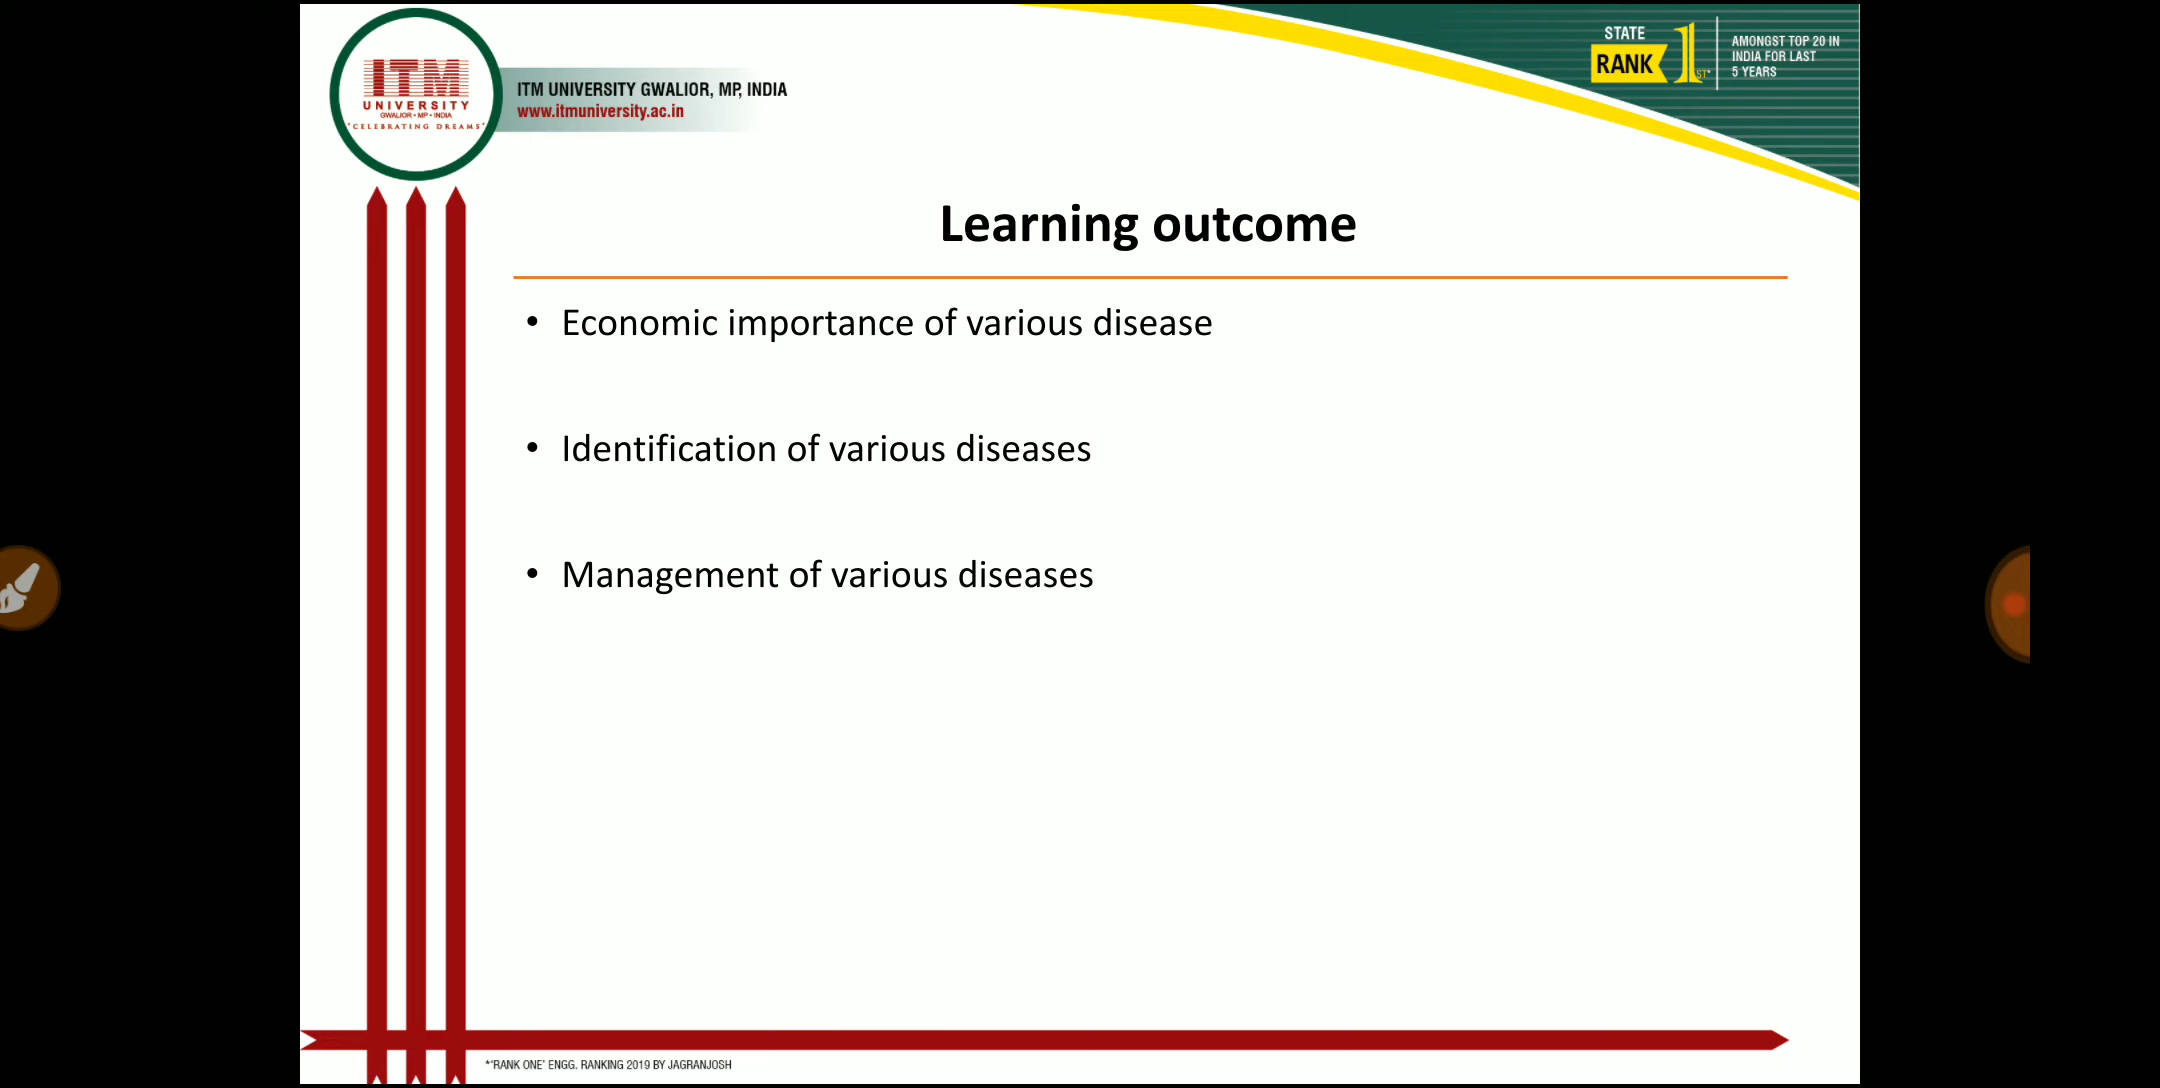 ITM
UNIVERSITY
GWALIOR • MP • INDIA
"CELEBRATING DREAMS"
ITM UNIVERSITY GWALIOR, MP, INDIA
www.itmuniversity.ac.in
STATE
RANK 1ST*
AMONGST TOP 20 IN
INDIA FOR LAST
5 YEARS
Learning outcome
• Economic importance of various disease
• Identification of various diseases
• Management of various diseases
*'RANK ONE' ENGG. RANKING 2019 BY JAGRANJOSH